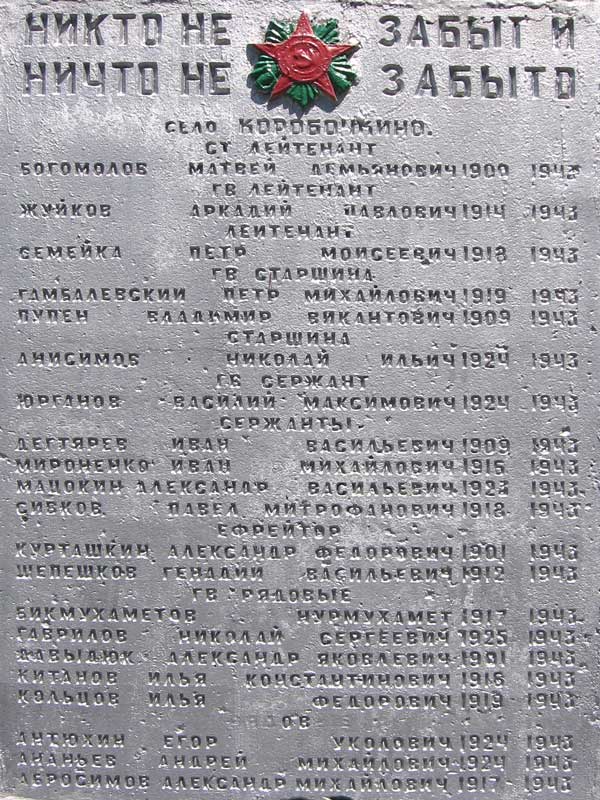 НИКТО НЕ ЗАБЫТ И
НИЧТО НЕ ЗАБЫТО
СЕЛО КОРОБОЧКИНО.
СТ ЛЕЙТЕНАНТ
БОГОМОЛОВ МАТВЕЙ ДЕМЬЯНОВИЧ 1909 1943
ГВ ЛЕЙТЕНАНТ
ЖУЙКОВ АРКАДИЙ ПАВЛОВИЧ 1914 1943
ЛЕЙТЕНАНТ
СЕМЕЙКА ПЕТР МОИСЕЕВИЧ 1918 1943
ГВ СТАРШИНА
ГАМБАЛЕВСКИЙ ПЕТР МИХАЙЛОВИЧ 1919 1943
ПУПЕН ВЛАДИМИР ВИКАНТОВИЧ 1909 1943
СТАРШИНА
АНИСИМОВ НИКОЛАЙ ИЛЬИЧ 1924 1943
ГВ СЕРЖАНТ
ЮРГАНОВ ВАСИЛИЙ МАКСИМОВИЧ 1924 1943
СЕРЖАНТЫ.
ДЕГТЯРЕВ ИВАН ВАСИЛЬЕВИЧ 1909 1943
МИРОНЕНКО ИВАН МИХАЙЛОВИЧ 1915 1943
МАЦОКИН АЛЕКСАНДР ВАСИЛЬЕВИЧ 1923 1943
СИВКОВ ПАВЕЛ МИТРОФАНОВИЧ 1918 1943
ЕФРЕЙТОР
КУРТАШКИН АЛЕКСАНДР ФЕДОРОВИЧ 1901 1943
ШЕПЕШКОВ ГЕНАДИЙ ВАСИЛЬЕВИЧ 1912 1943
ГВ РЯДОВЫЕ
БИКМУХАМЕТОВ НУРМУХАМЕТ 1917 1943
ГАВРИЛОВ НИКОЛАЙ СЕРГЕЕВИЧ 1925 1943
ДАВЫДЮК АЛЕКСАНДР ЯКОВЛЕВИЧ 1901 1943
КИТАНОВ ИЛЬЯ КОНСТАНТИНОВИЧ 1918 1943
КОЛЬЦОВ ИЛЬЯ ФЕДОРОВИЧ 1919 1943
АНТЮХИН ЕГОР УКОЛОВИЧ 1924 1943
АНАНЬЕВ АНДРЕЙ МИХАЙЛОВИЧ 1924 1943
АБРОСИМОВ АЛЕКСАНДР МИХАЙЛОВИЧ 1917 1943